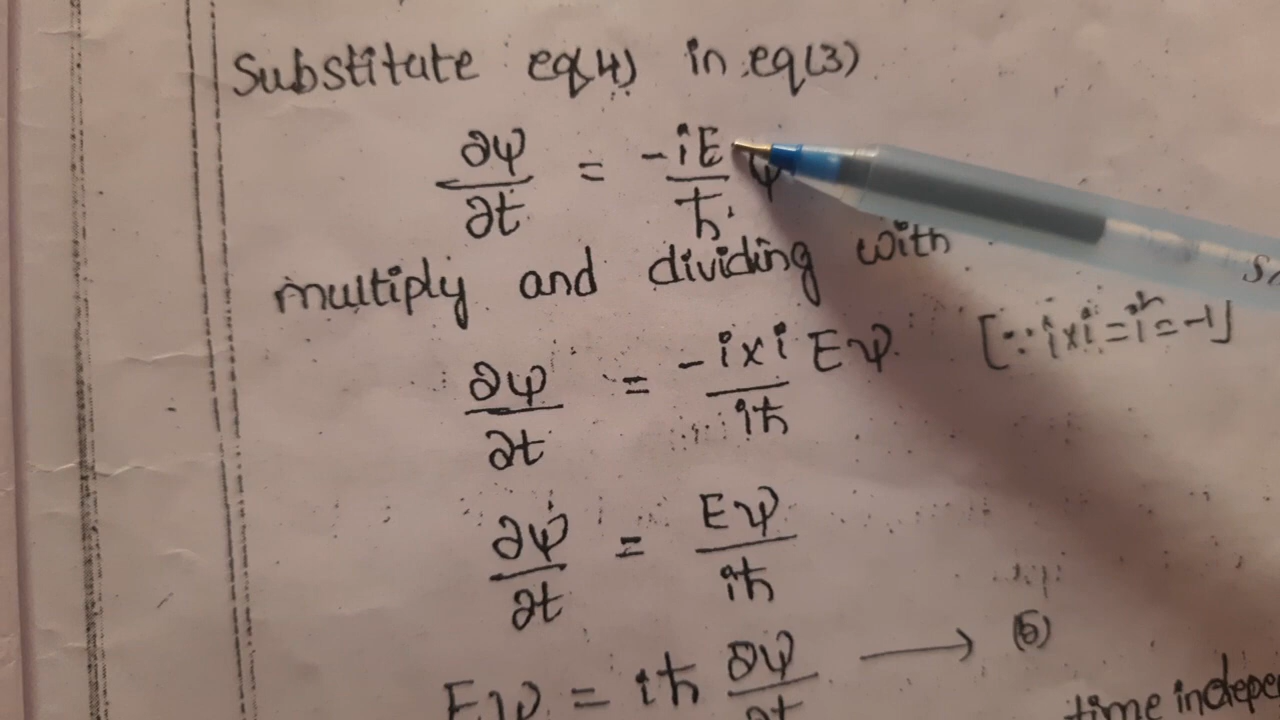 Substitute eq(4) in eq(3)
∂ψ/∂t = -iE/ħ ψ
multiply and dividing with
∂ψ/∂t = -i×i/iħ Eψ [∵ i×i=i²=-1]
∂ψ/∂t = Eψ/iħ
Eψ = iħ ∂ψ/∂t ⟶ (5)
time indepe